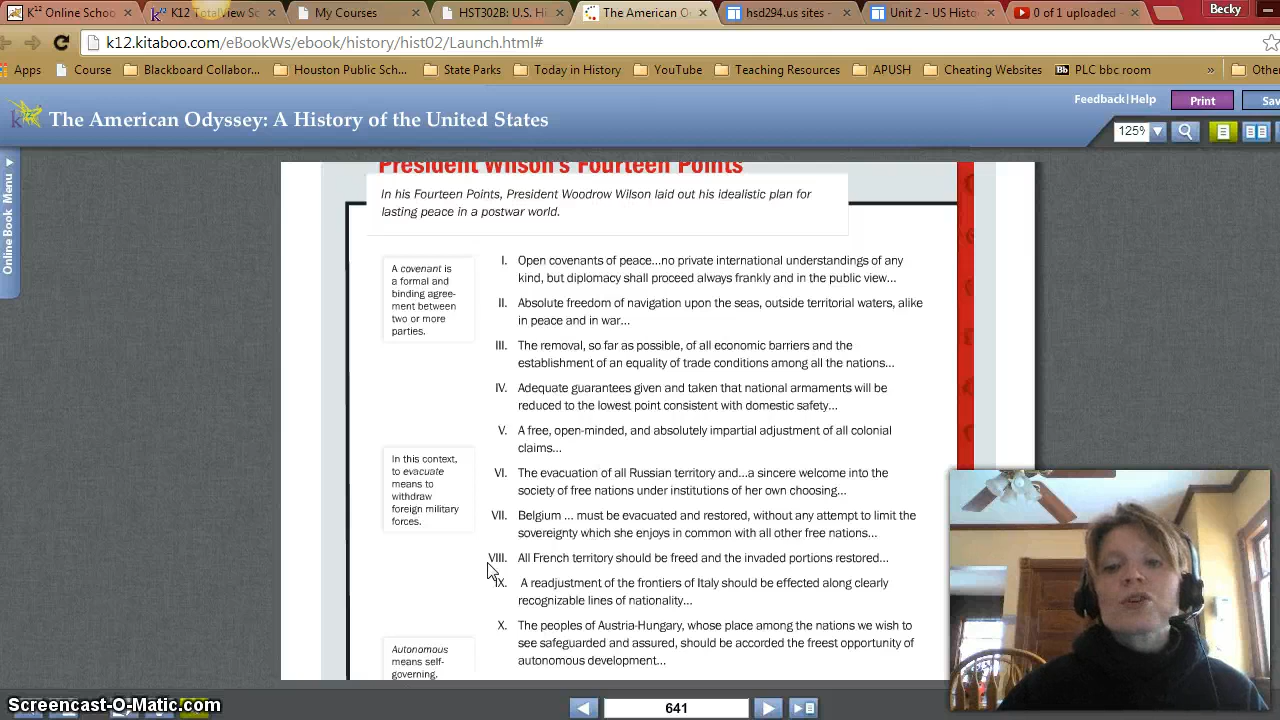 K12 Online School
K12 TotalView Sc
My Courses
HST302B: U.S. Hi
The American Od
hsd294.us sites -
Unit 2 - US Histo
0 of 1 uploaded -
Becky
k12.kitaboo.com/eBookWs/ebook/history/hist02/Launch.html#
Apps
Course
Blackboard Collabor...
Houston Public Sch...
State Parks
Today in History
YouTube
Teaching Resources
APUSH
Cheating Websites
Bb PLC bbc room
»
Other
Feedback|Help
Print
Sav
The American Odyssey: A History of the United States
125%
Online Book Menu
President Wilson's Fourteen Points
In his Fourteen Points, President Woodrow Wilson laid out his idealistic plan for
lasting peace in a postwar world.
A covenant is
a formal and
binding agree-
ment between
two or more
parties.
I. Open covenants of peace...no private international understandings of any
kind, but diplomacy shall proceed always frankly and in the public view...
II. Absolute freedom of navigation upon the seas, outside territorial waters, alike
in peace and in war...
III. The removal, so far as possible, of all economic barriers and the
establishment of an equality of trade conditions among all the nations...
IV. Adequate guarantees given and taken that national armaments will be
reduced to the lowest point consistent with domestic safety...
V. A free, open-minded, and absolutely impartial adjustment of all colonial
claims...
In this context,
to evacuate
means to
withdraw
foreign military
forces.
VI. The evacuation of all Russian territory and...a sincere welcome into the
society of free nations under institutions of her own choosing...
VII. Belgium ... must be evacuated and restored, without any attempt to limit the
sovereignty which she enjoys in common with all other free nations...
VIII. All French territory should be freed and the invaded portions restored...
IX. A readjustment of the frontiers of Italy should be effected along clearly
recognizable lines of nationality...
X. The peoples of Austria-Hungary, whose place among the nations we wish to
see safeguarded and assured, should be accorded the freest opportunity of
autonomous development...
Autonomous
means self-
governing.
Screencast-O-Matic.com
641